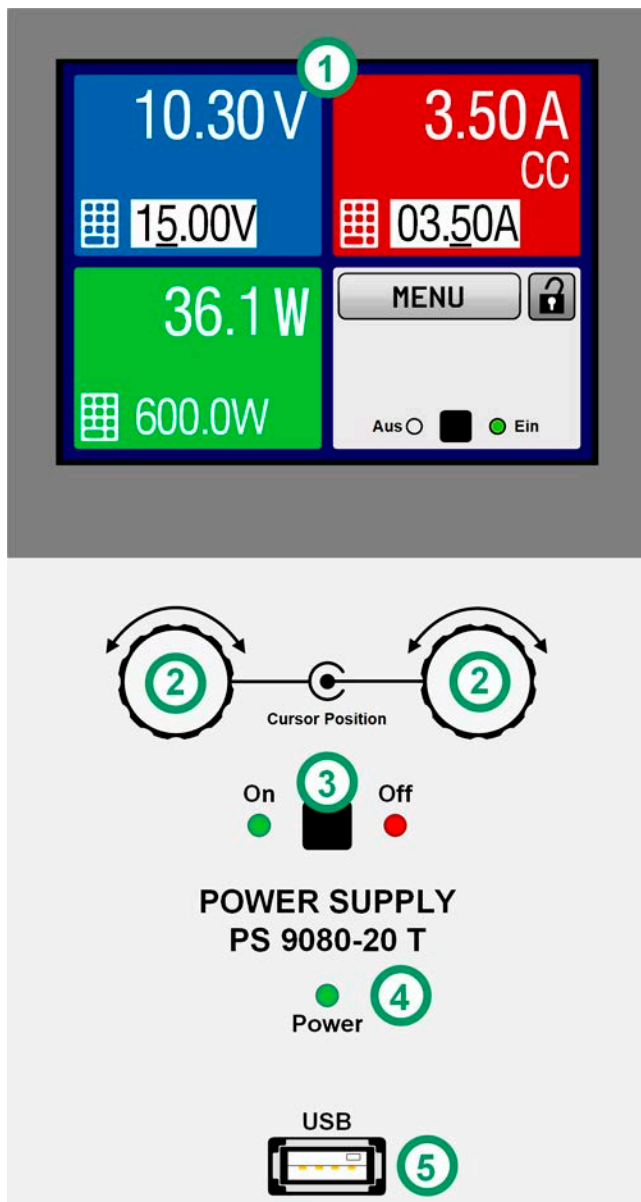 1
10.30 V
3.50 A
CC
15.00V
03.50A
36.1 W
MENU
600.0W
Aus
Ein
2
2
Cursor Position
3
On
Off
POWER SUPPLY
PS 9080-20 T
4
Power
USB
5